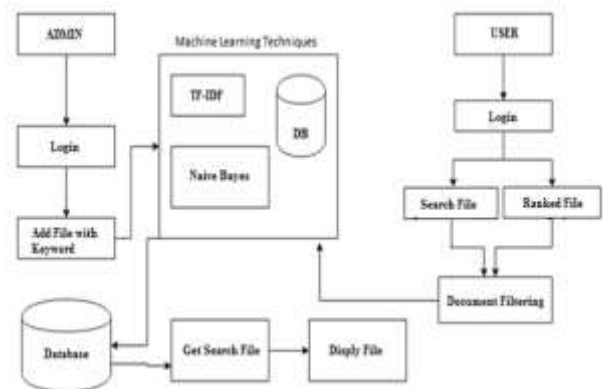 ADMIN
Machine Learning Techniques
USER
TF-IDF
DB
Login
Login
Naive Bayes
Search File
Ranked File
Add File with
Keyword
Document Filtering
Database
Get Search File
Disply File